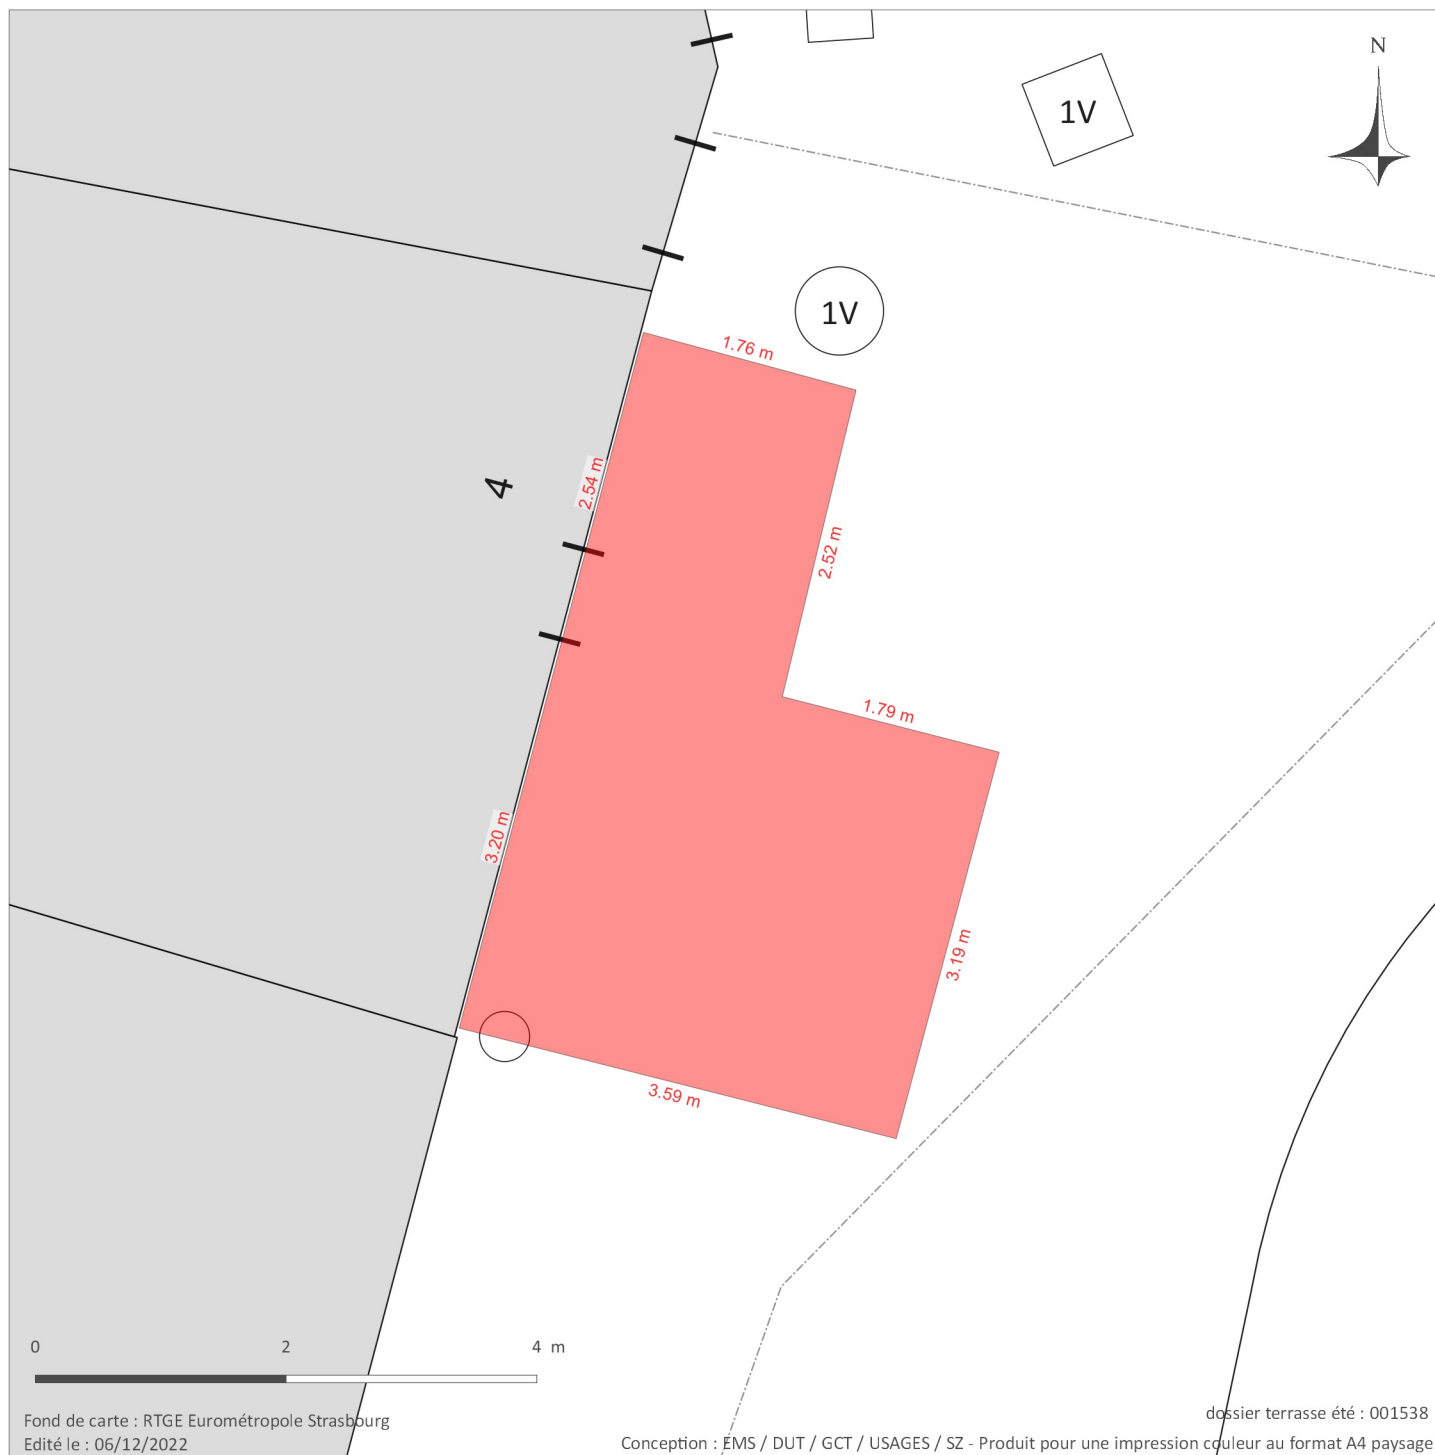 N
1V
1V
1.76 m
2.54 m
4
2.52 m
1.79 m
3.20 m
3.19 m
3.59 m
0 2 4 m
Fond de carte : RTGE Eurométropole Strasbourg
Edité le : 06/12/2022
dossier terrasse été : 001538
Conception : EMS / DUT / GCT / USAGES / SZ - Produit pour une impression couleur au format A4 paysage